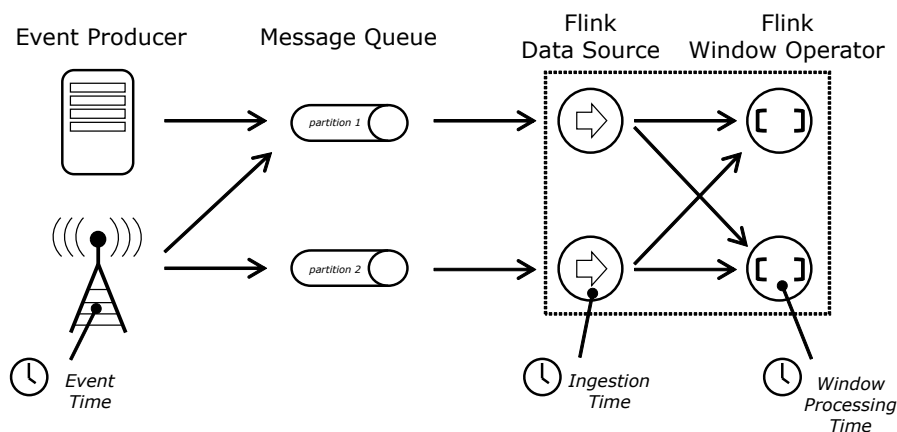 Event Producer
Message Queue
Flink
Data Source
Flink
Window Operator
partition 1
partition 2
Event
Time
Ingestion
Time
Window
Processing
Time